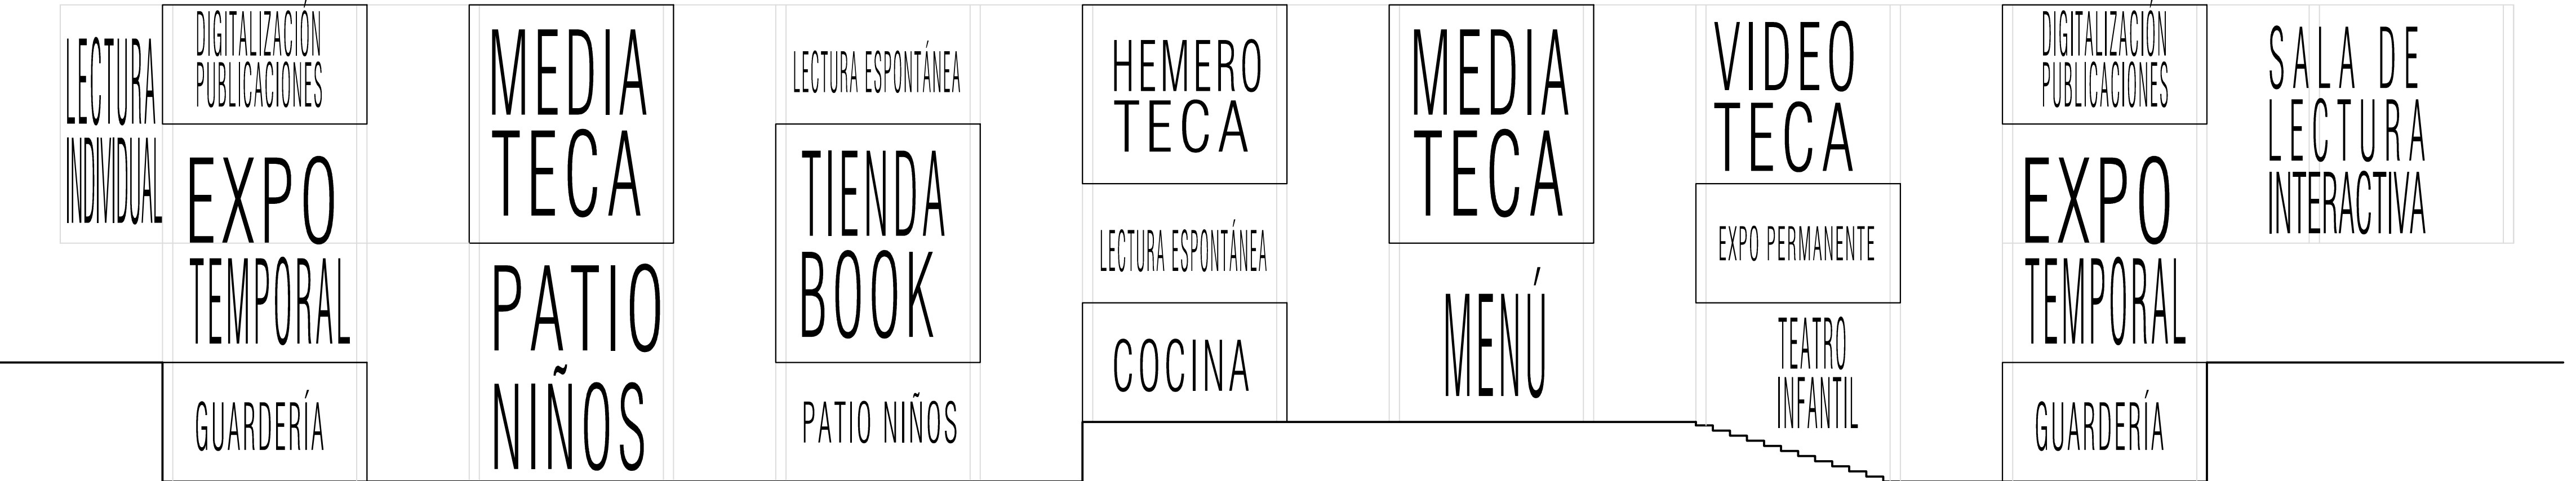 LECTURA
INDIVIDUAL
DIGITALIZACIÓN
PUBLICACIONES
EXPO
TEMPORAL
GUARDERÍA
MEDIA
TECA
PATIO
NIÑOS
LECTURA ESPONTÁNEA
TIENDA
BOOK
PATIO NIÑOS
HEMERO
TECA
LECTURA ESPONTÁNEA
COCINA
MEDIA
TECA
MENÚ
VIDEO
TECA
EXPO PERMANENTE
TEATRO
INFANTIL
DIGITALIZACIÓN
PUBLICACIONES
EXPO
TEMPORAL
GUARDERÍA
SALA DE
LECTURA
INTERACTIVA